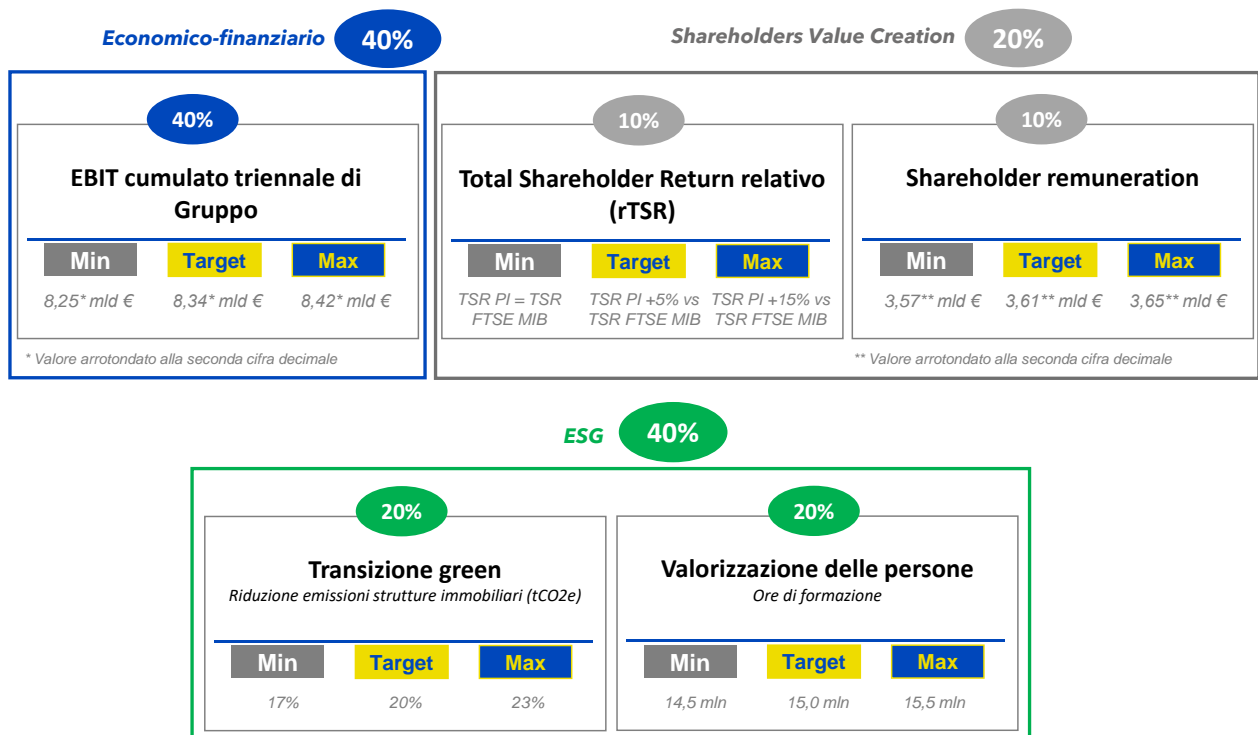 Economico-finanziario 40%
Shareholders Value Creation 20%
40%
EBIT cumulato triennale di
Gruppo
Min Target Max
8,25* mld € 8,34* mld € 8,42* mld €
* Valore arrotondato alla seconda cifra decimale
10%
Total Shareholder Return relativo
(rTSR)
Min Target Max
TSR PI = TSR TSR PI +5% vs TSR PI +15% vs
FTSE MIB TSR FTSE MIB TSR FTSE MIB
10%
Shareholder remuneration
Min Target Max
3,57** mld € 3,61** mld € 3,65** mld €
** Valore arrotondato alla seconda cifra decimale
ESG 40%
20%
Transizione green
Riduzione emissioni strutture immobiliari (tCO2e)
Min Target Max
17% 20% 23%
20%
Valorizzazione delle persone
Ore di formazione
Min Target Max
14,5 mln 15,0 mln 15,5 mln